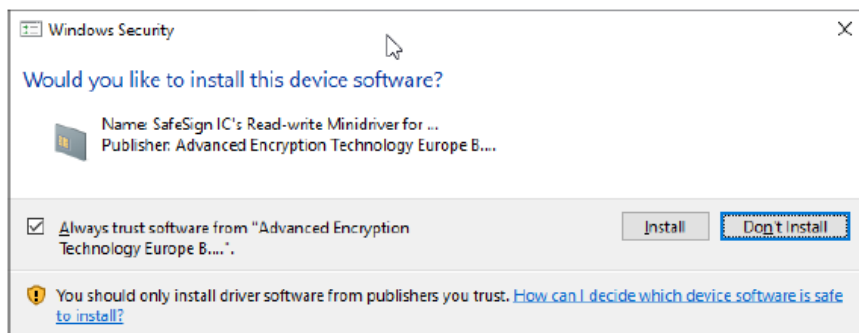 Windows Security
Would you like to install this device software?
Name: SafeSign IC's Read-write Minidriver for ...
Publisher: Advanced Encryption Technology Europe B....
Always trust software from "Advanced Encryption
Technology Europe B....".
Install
Don't Install
You should only install driver software from publishers you trust. How can I decide which device software is safe
to install?